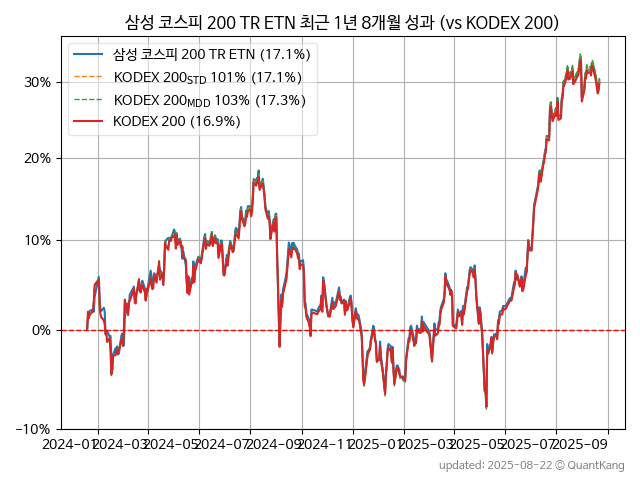 삼성 코스피 200 TR ETN 최근 1년 8개월 성과 (vs KODEX 200)
삼성 코스피 200 TR ETN (17.1%)
KODEX 200STD 101% (17.1%)
KODEX 200MDD 103% (17.3%)
KODEX 200 (16.9%)
30%
20%
10%
0%
−10%
2024-01 2024-03 2024-05 2024-07 2024-09 2024-11 2025-01 2025-03 2025-05 2025-07 2025-09
updated: 2025-08-22 © QuantKang